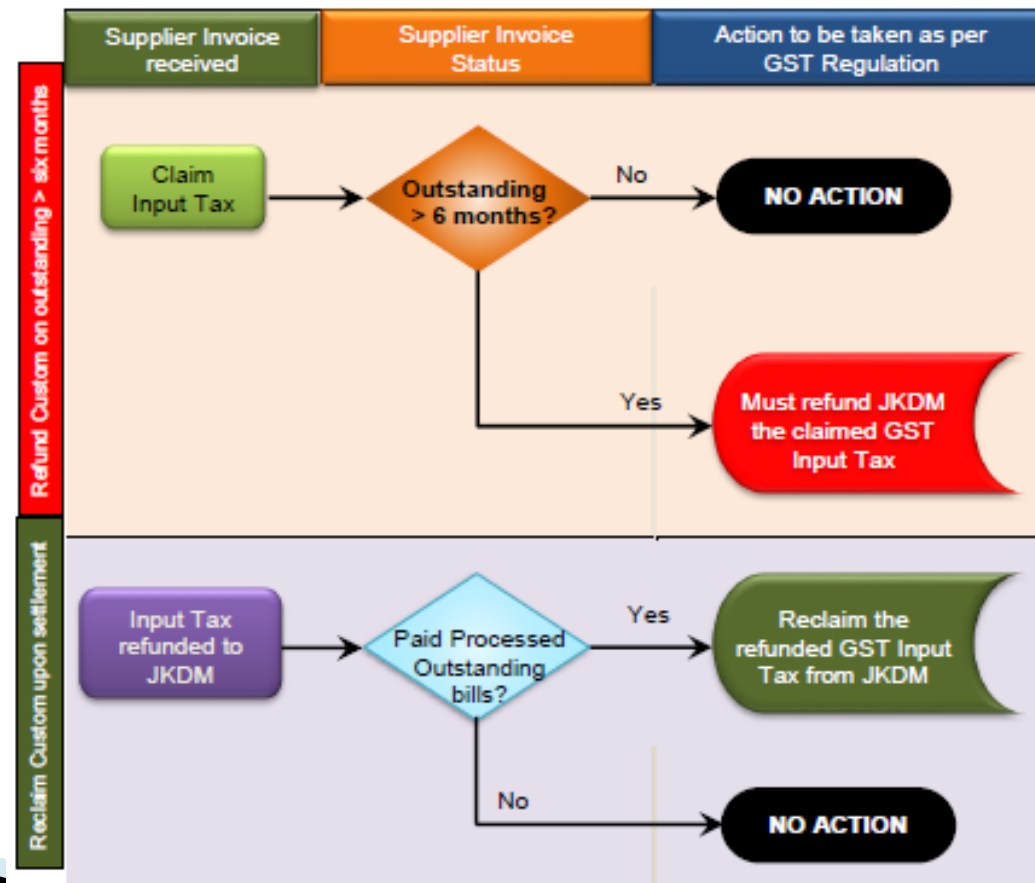 Supplier Invoice
received
Supplier Invoice
Status
Action to be taken as per
GST Regulation
Refund Custom on outstanding > six months
Claim
Input Tax
Outstanding
> 6 months?
No
NO ACTION
Yes
Must refund JKDM
the claimed GST
Input Tax
Reclaim Custom upon settlement
Input Tax
refunded to
JKDM
Paid Processed
Outstanding
bills?
Yes
Reclaim the
refunded GST Input
Tax from JKDM
No
NO ACTION